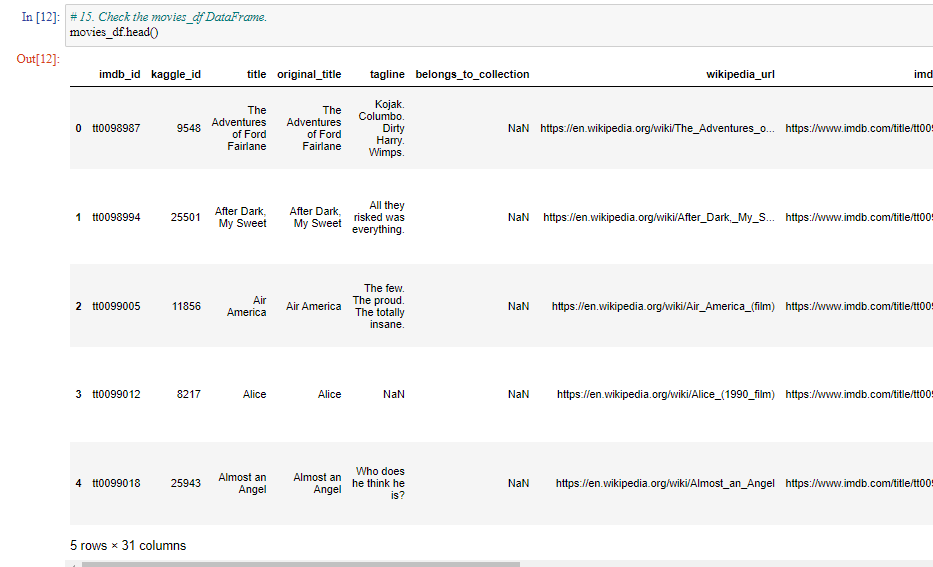 In [12]: # 15. Check the movies_df DataFrame.
movies_df.head()
Out[12]:
imdb_id kaggle_id title original_title tagline belongs_to_collection wikipedia_url imd
0 tt0098987 9548 The Adventures of Ford Fairlane The Adventures of Ford Fairlane Kojak. Columbo. Dirty Harry. Wimps. NaN https://en.wikipedia.org/wiki/The_Adventures_o... https://www.imdb.com/title/tt009
1 tt0098994 25501 After Dark, My Sweet After Dark, My Sweet All they risked was everything. NaN https://en.wikipedia.org/wiki/After_Dark,_My_S... https://www.imdb.com/title/tt009
2 tt0099005 11856 Air America Air America The few. The proud. The totally insane. NaN https://en.wikipedia.org/wiki/Air_America_(film) https://www.imdb.com/title/tt009
3 tt0099012 8217 Alice Alice NaN NaN https://en.wikipedia.org/wiki/Alice_(1990_film) https://www.imdb.com/title/tt009
4 tt0099018 25943 Almost an Angel Almost an Angel Who does he think he is? NaN https://en.wikipedia.org/wiki/Almost_an_Angel https://www.imdb.com/title/tt009
5 rows × 31 columns